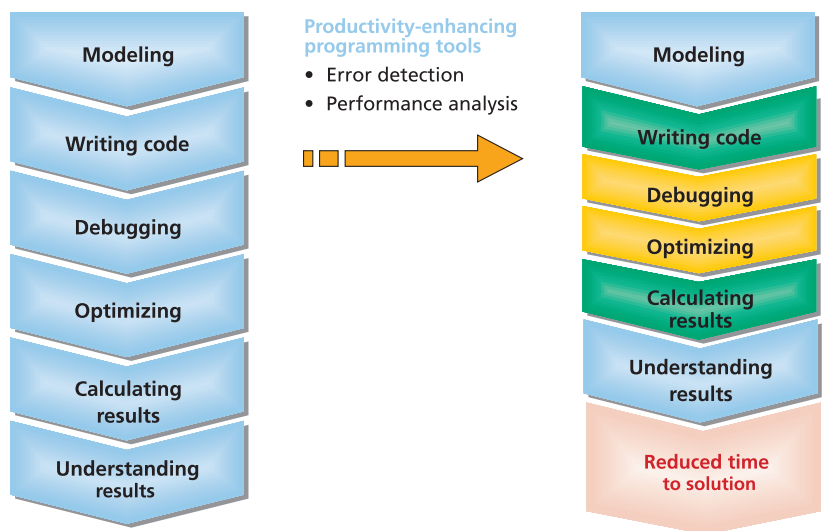 Modeling
Writing code
Debugging
Optimizing
Calculating
results
Understanding
results
Productivity-enhancing
programming tools
• Error detection
• Performance analysis
Modeling
Writing code
Debugging
Optimizing
Calculating
results
Understanding
results
Reduced time
to solution